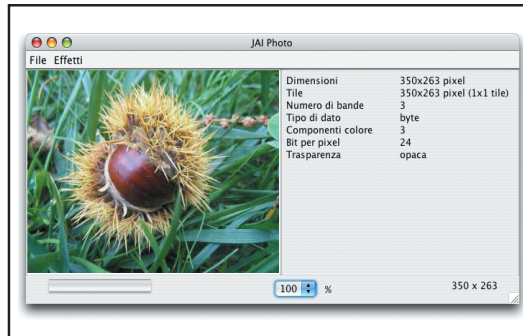 JAI Photo
File Effetti
Dimensioni 350x263 pixel
Tile 350x263 pixel (1x1 tile)
Numero di bande 3
Tipo di dato byte
Componenti colore 3
Bit per pixel 24
Trasparenza opaca
100 % 350 x 263